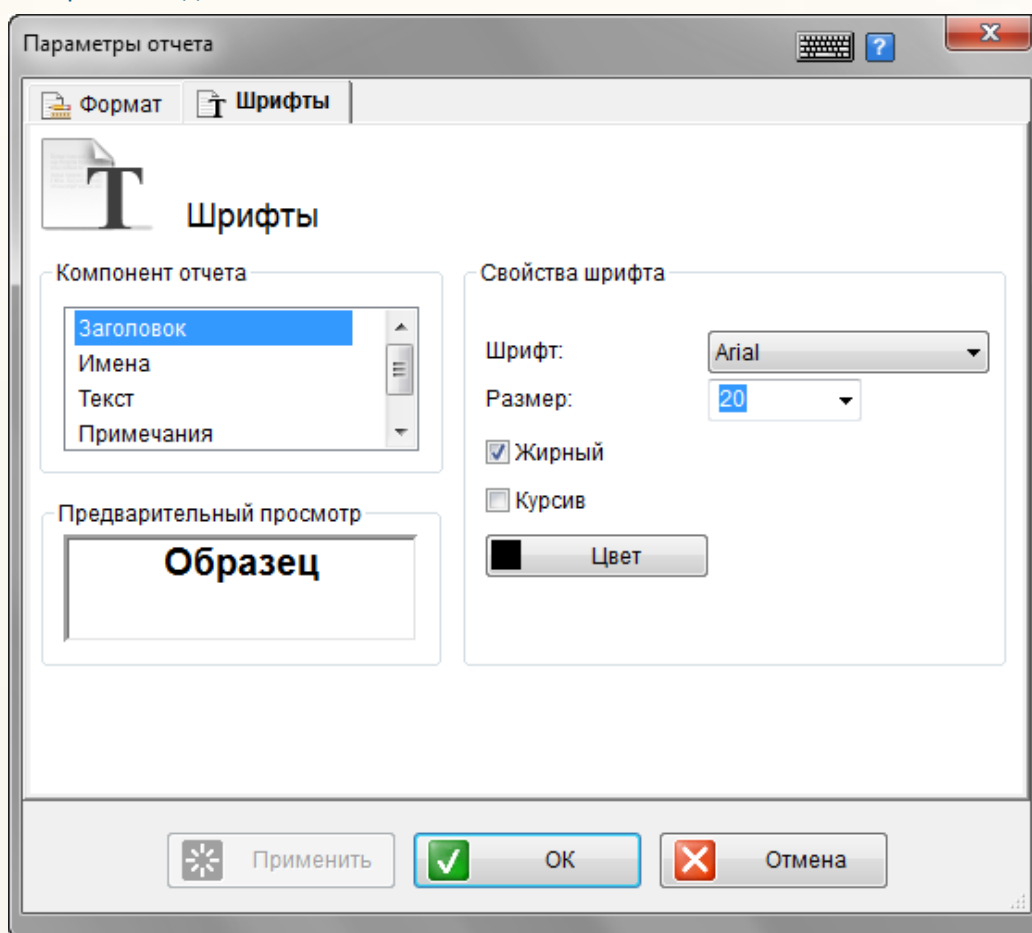 Параметры отчета
?
X
Формат
Шрифты
Шрифты
Компонент отчета
Заголовок
Имена
Текст
Примечания
Предварительный просмотр
Образец
Свойства шрифта
Шрифт: Arial
Размер: 20
Жирный
Курсив
Цвет
Применить
ОК
Отмена